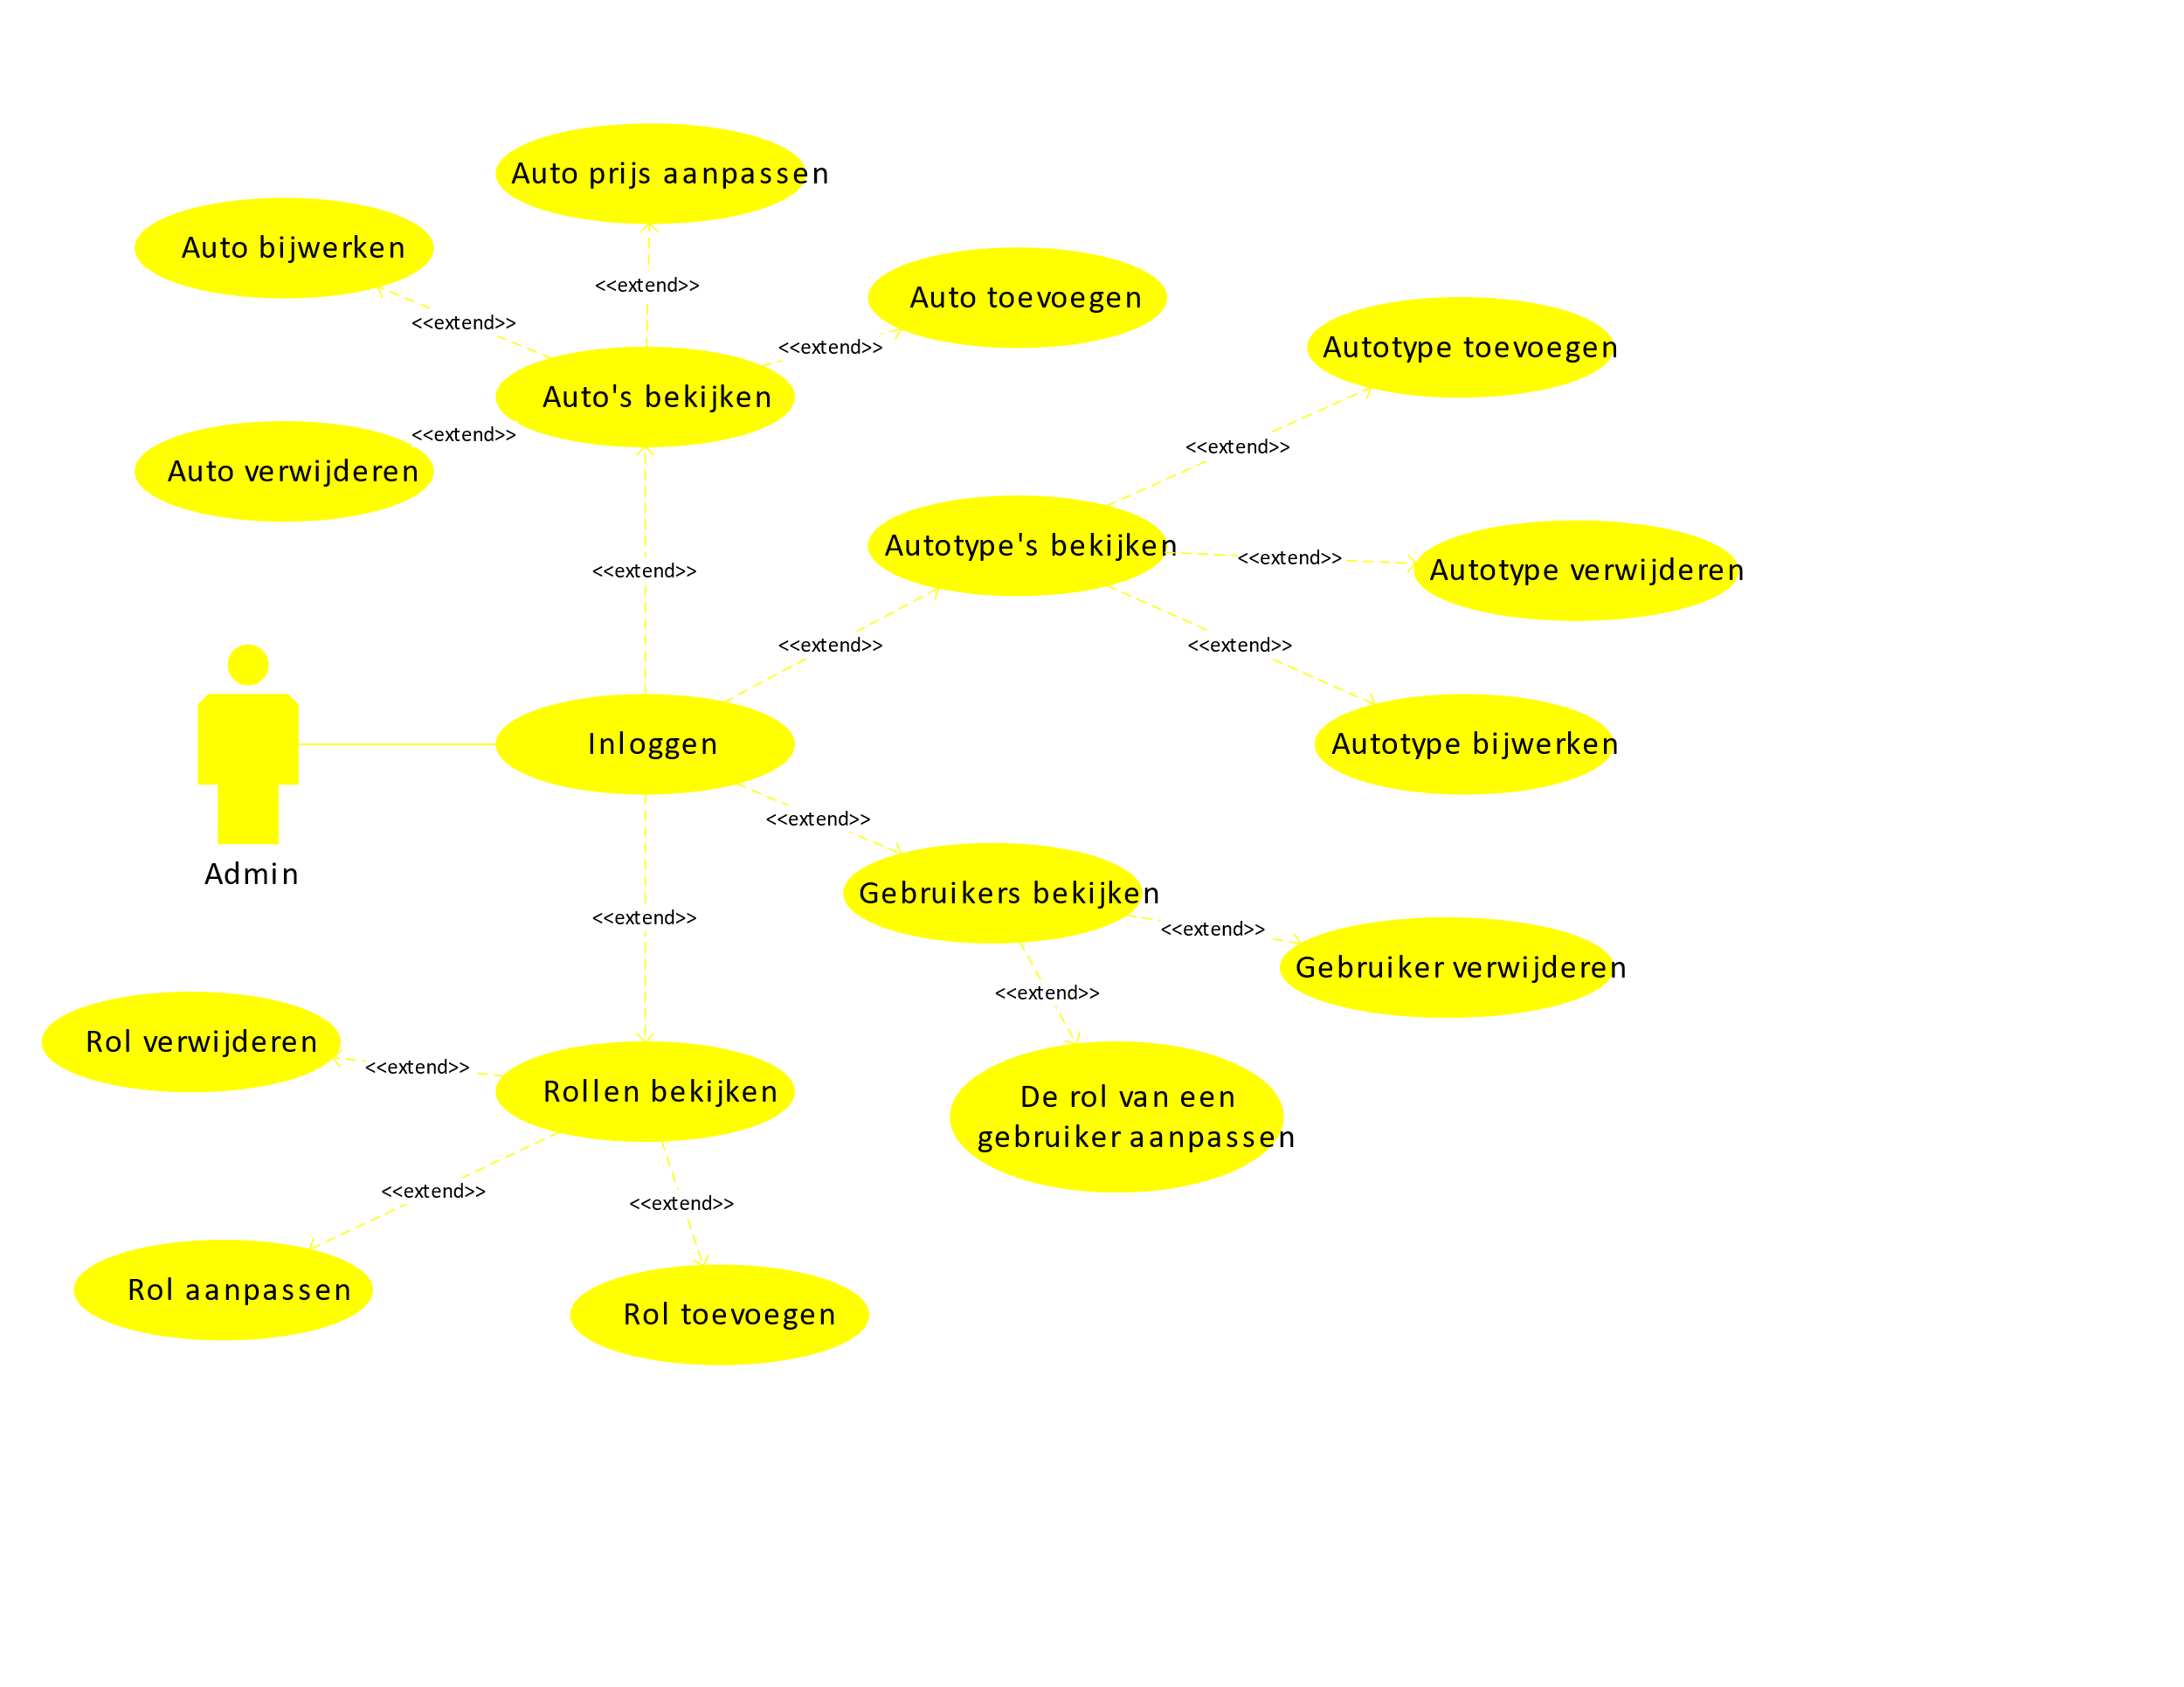 Auto prijs aanpassen
Auto bijwerken
<<extend>>
Auto toevoegen
<<extend>>
<<extend>>
Autotype toevoegen
Auto's bekijken
<<extend>>
<<extend>>
Auto verwijderen
Autotype's bekijken
<<extend>>
Autotype verwijderen
<<extend>>
<<extend>>
<<extend>>
Inloggen
Autotype bijwerken
<<extend>>
Admin
Gebruikers bekijken
<<extend>>
<<extend>>
Gebruiker verwijderen
<<extend>>
Rol verwijderen
<<extend>>
Rollen bekijken
De rol van een
gebruiker aanpassen
<<extend>>
<<extend>>
Rol aanpassen
Rol toevoegen